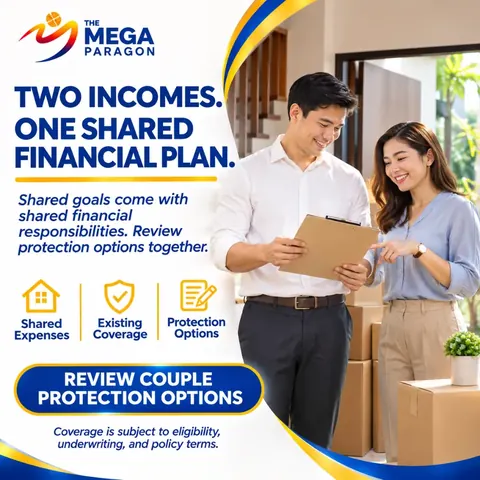 THE
MEGA
PARAGON
TWO INCOMES.
ONE SHARED
FINANCIAL PLAN.
Shared goals come with
shared financial
responsibilities. Review
protection options together.
Shared
Expenses
Existing
Coverage
Protection
Options
REVIEW COUPLE
PROTECTION OPTIONS
Coverage is subject to eligibility,
underwriting, and policy terms.